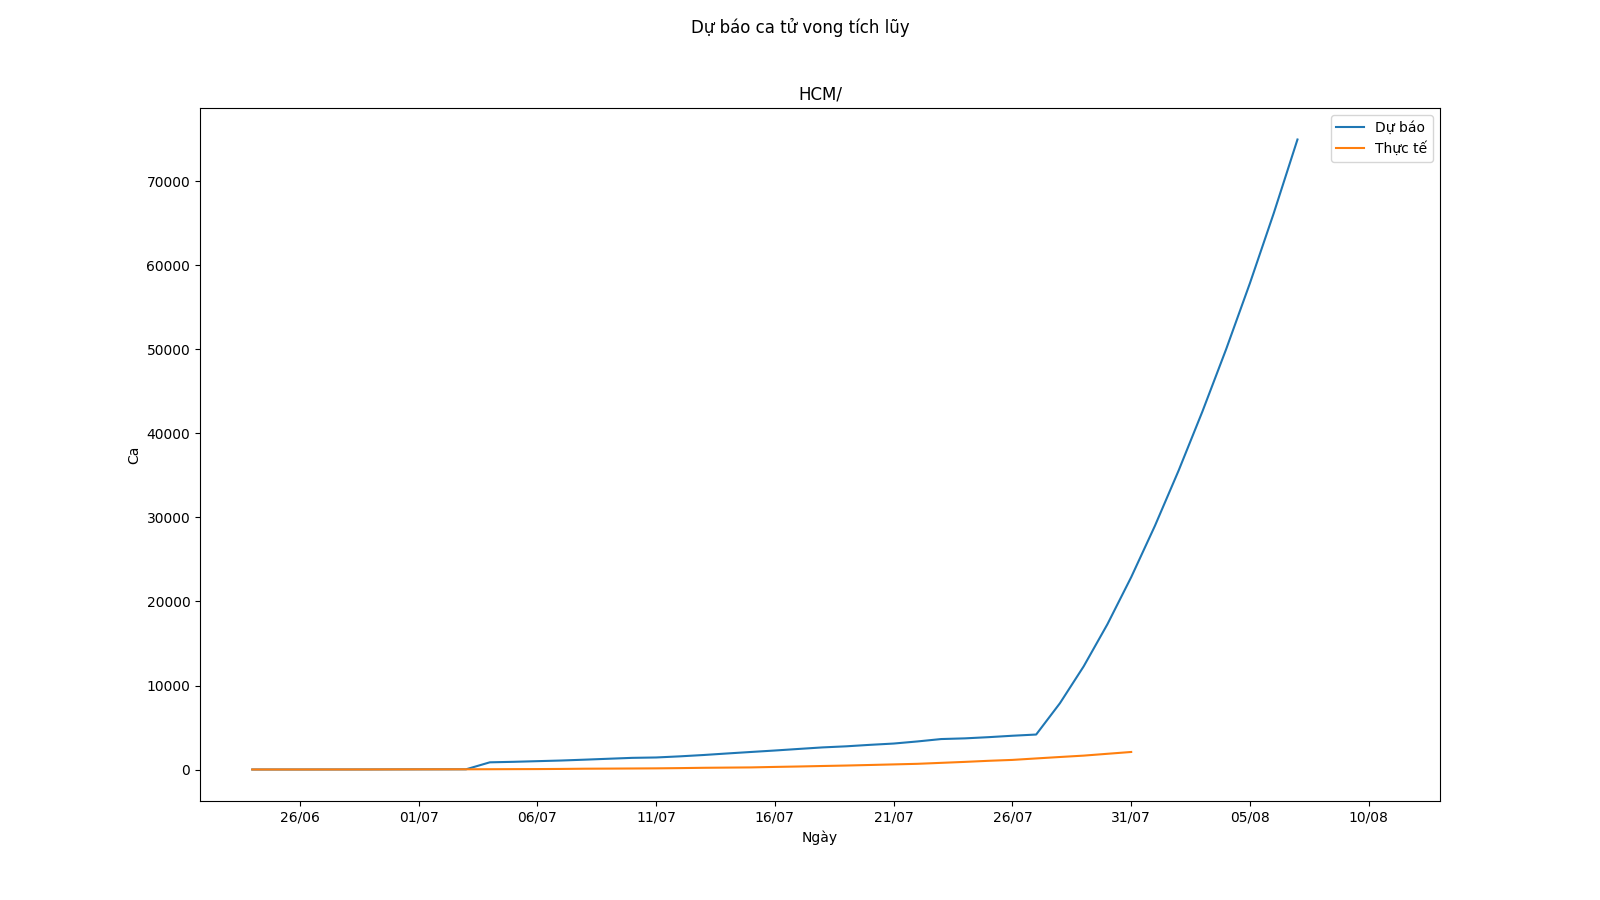 Dự báo ca tử vong tích lũy
HCM/
Dự báo
Thực tế
70000
60000
50000
40000
30000
20000
10000
0
Ca
26/06 01/07 06/07 11/07 16/07 21/07 26/07 31/07 05/08 10/08
Ngày